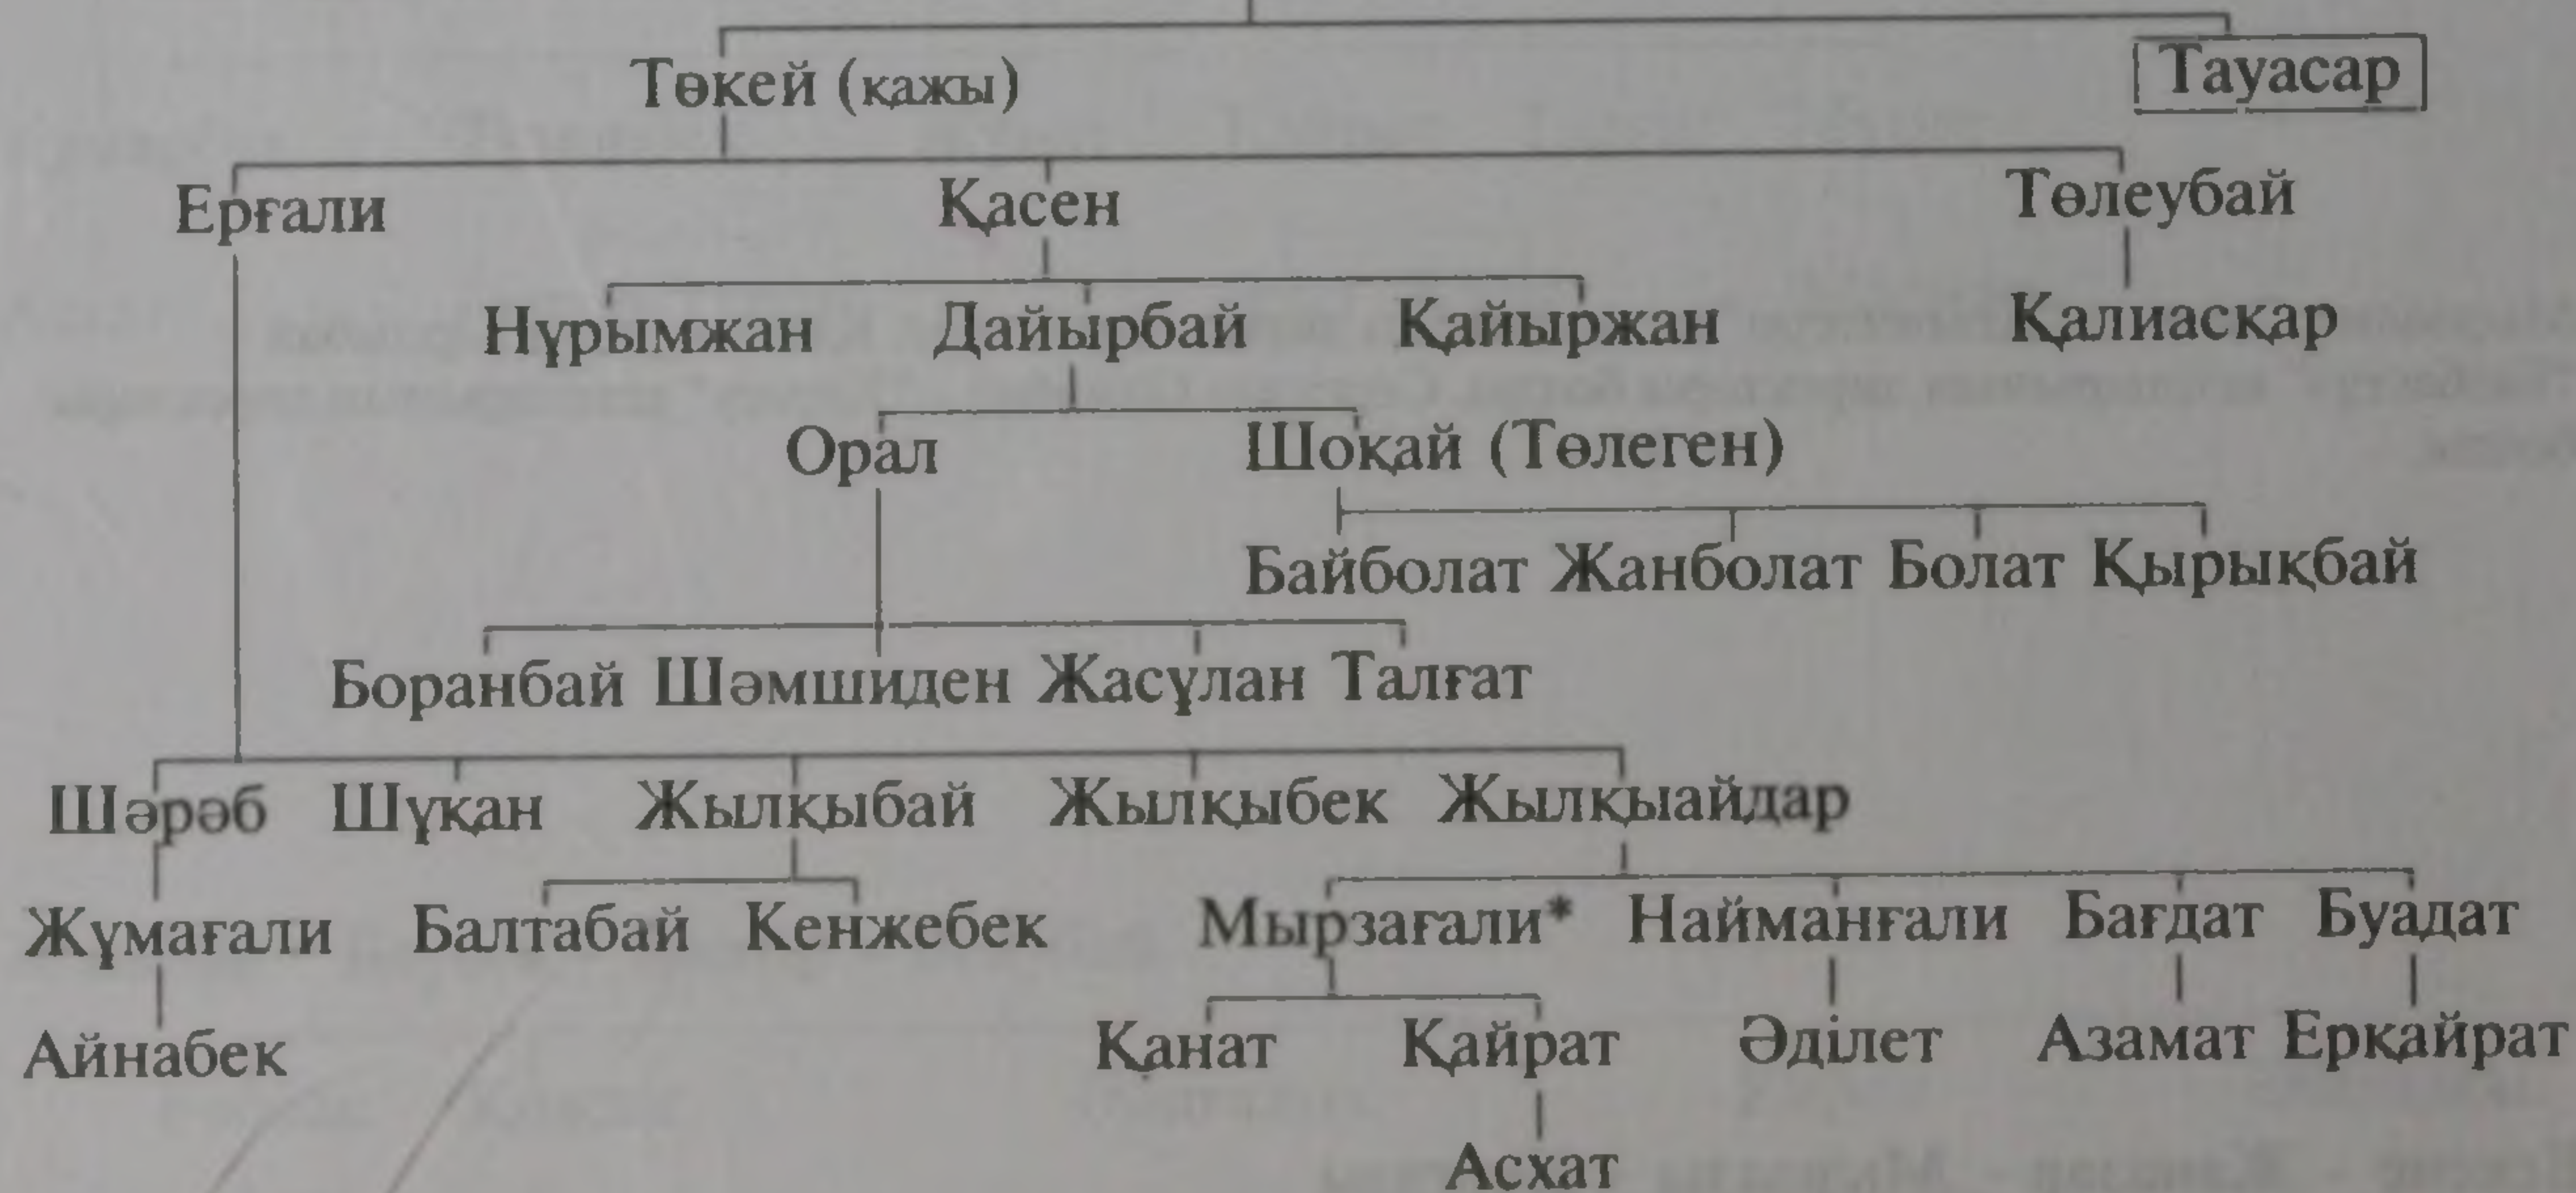 Төкей (қажы) Тауасар
Ерғали Қасен Төлеубай
Нұрымжан Дайырбай Қайыржан Қалиасқар
Орал Шоқай (Төлеген)
Байболат Жанболат Болат Қырықбай
Боранбай Шәмшиден Жасұлан Талғат
Шәрәб Шұқан Жылқыбай Жылқыбек Жылқыайдар
Жұмағали Балтабай Кенжебек Мырзағали* Найманғали Бағдат Буадат
Айнабек Қанат Қайрат Әділет Азамат Ерқайрат
Асхат